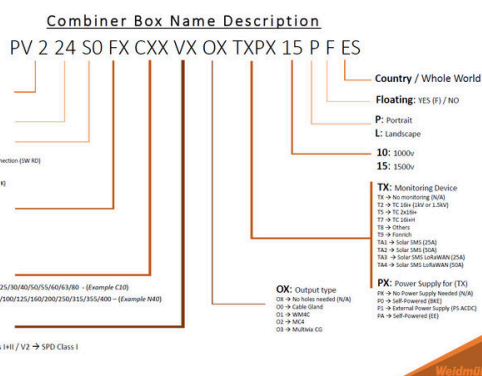 Combiner Box Name Description
PV 2 24 S0 FX CXX VX OX TXPX 15 P F ES
Country / Whole World
Floating: YES (F) / NO
P: Portrait
L: Landscape
10: 1000v
15: 1500v
nection (SW RD)
K)
TX: Monitoring Device
TX → No monitoring (N/A)
T2 → TC 16I+ (1kV or 1.5kV)
T5 → TC 2x16I+
T7 → TC 16I+H
T8 → Others
T9 → Fonrich
TA1 → Solar SMS (25A)
TA2 → Solar SMS (50A)
TA3 → Solar SMS LoRaWAN (25A)
TA4 → Solar SMS LoRaWAN (50A)
PX: Power Supply for (TX)
PX → No Power Supply Needed (N/A)
P0 → Self-Powered (BKE)
P1 → External Power Supply (PS ACDC)
PA → Self-Powered (EE)
25/30/40/50/55/60/63/80 - (Example C10)
/100/125/160/200/250/315/355/400 – (Example N40)
OX: Output type
OX → No holes needed (N/A)
O0 → Cable Gland
O1 → WM4C
O2 → MC4
O3 → Multivia CG
s I+II / V2 → SPD Class I
Weidmü